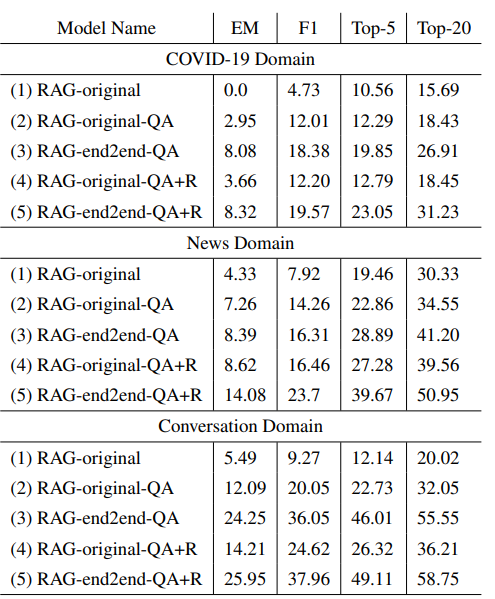 Model Name EM F1 Top-5 Top-20
COVID-19 Domain
(1) RAG-original 0.0 4.73 10.56 15.69
(2) RAG-original-QA 2.95 12.01 12.29 18.43
(3) RAG-end2end-QA 8.08 18.38 19.85 26.91
(4) RAG-original-QA+R 3.66 12.20 12.79 18.45
(5) RAG-end2end-QA+R 8.32 19.57 23.05 31.23
News Domain
(1) RAG-original 4.33 7.92 19.46 30.33
(2) RAG-original-QA 7.26 14.26 22.86 34.55
(3) RAG-end2end-QA 8.39 16.31 28.89 41.20
(4) RAG-original-QA+R 8.62 16.46 27.28 39.56
(5) RAG-end2end-QA+R 14.08 23.7 39.67 50.95
Conversation Domain
(1) RAG-original 5.49 9.27 12.14 20.02
(2) RAG-original-QA 12.09 20.05 22.73 32.05
(3) RAG-end2end-QA 24.25 36.05 46.01 55.55
(4) RAG-original-QA+R 14.21 24.62 26.32 36.21
(5) RAG-end2end-QA+R 25.95 37.96 49.11 58.75